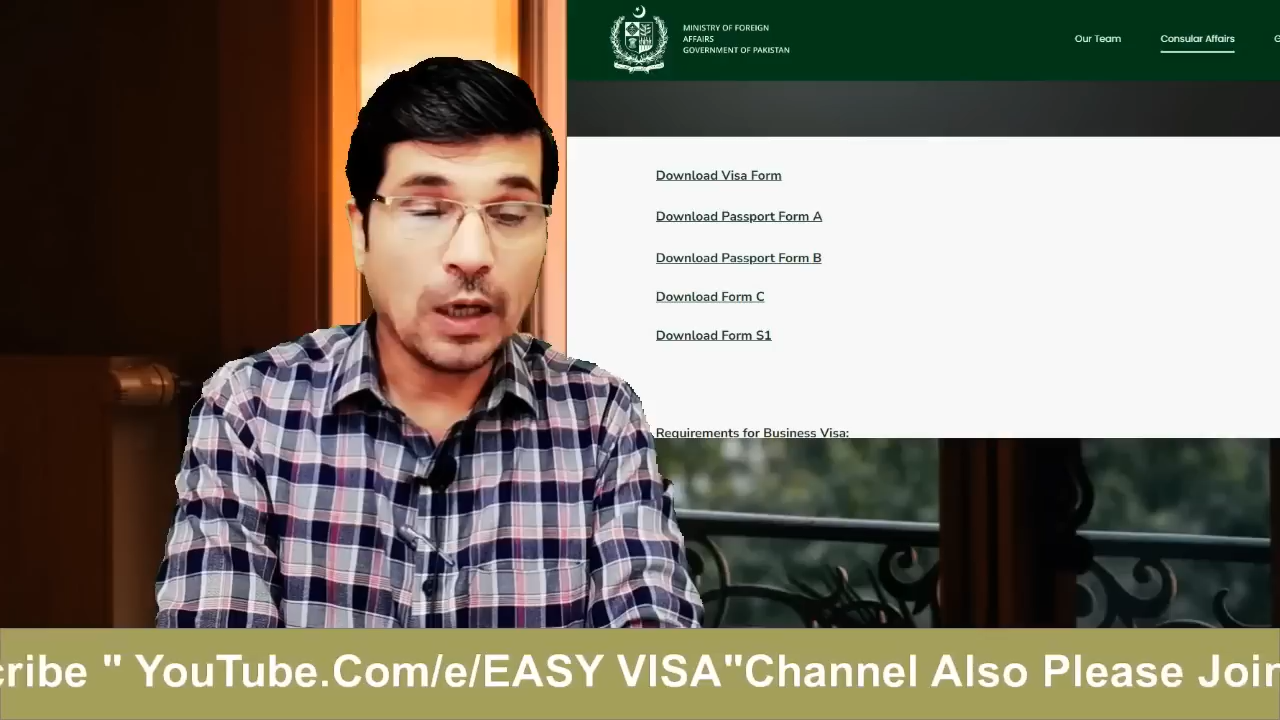 MINISTRY OF FOREIGN
AFFAIRS
GOVERNMENT OF PAKISTAN
Our Team
Consular Affairs
Download Visa Form
Download Passport Form A
Download Passport Form B
Download Form C
Download Form S1
Requirements for Business Visa:
cribe " YouTube.Com/e/EASY VISA"Channel Also Please Join